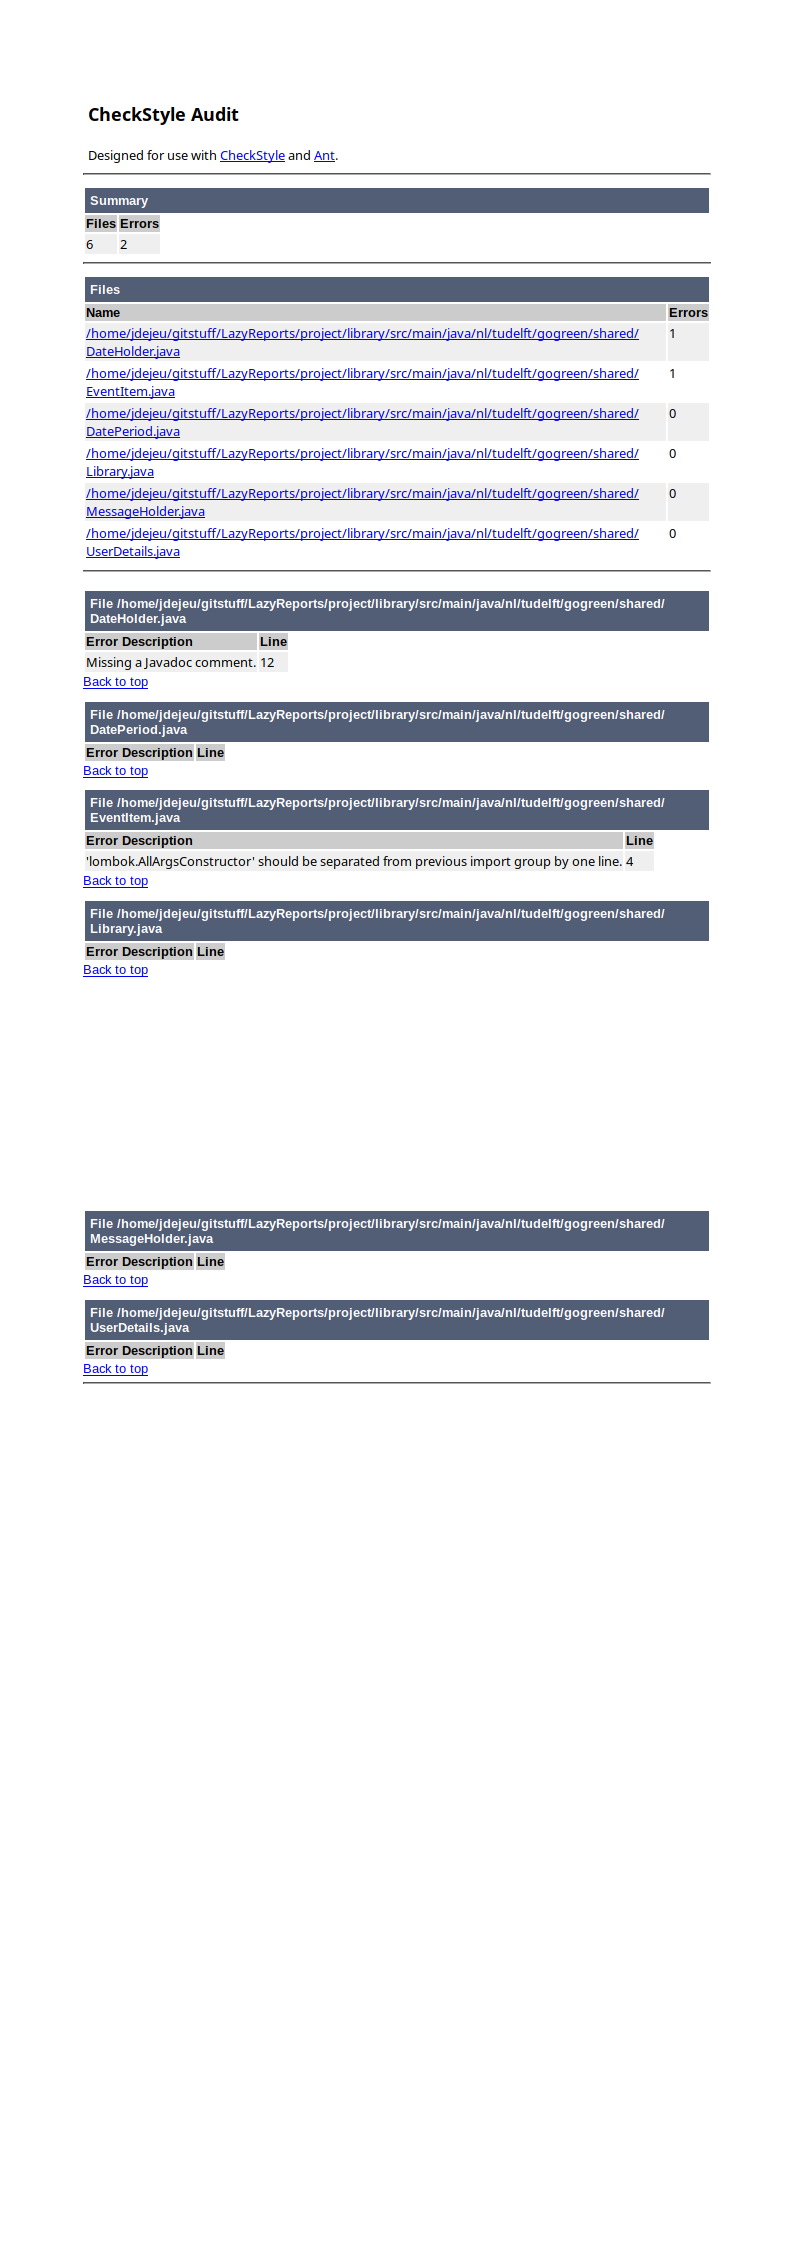 CheckStyle Audit
Designed for use with CheckStyle and Ant.
Summary
Files Errors
6 2
Files
Name Errors
/home/jdejeu/gitstuff/LazyReports/project/library/src/main/java/nl/tudelft/gogreen/shared/ 1
DateHolder.java
/home/jdejeu/gitstuff/LazyReports/project/library/src/main/java/nl/tudelft/gogreen/shared/ 1
EventItem.java
/home/jdejeu/gitstuff/LazyReports/project/library/src/main/java/nl/tudelft/gogreen/shared/ 0
DatePeriod.java
/home/jdejeu/gitstuff/LazyReports/project/library/src/main/java/nl/tudelft/gogreen/shared/ 0
Library.java
/home/jdejeu/gitstuff/LazyReports/project/library/src/main/java/nl/tudelft/gogreen/shared/ 0
MessageHolder.java
/home/jdejeu/gitstuff/LazyReports/project/library/src/main/java/nl/tudelft/gogreen/shared/ 0
UserDetails.java
File /home/jdejeu/gitstuff/LazyReports/project/library/src/main/java/nl/tudelft/gogreen/shared/
DateHolder.java
Error Description Line
Missing a Javadoc comment. 12
Back to top
File /home/jdejeu/gitstuff/LazyReports/project/library/src/main/java/nl/tudelft/gogreen/shared/
DatePeriod.java
Error Description Line
Back to top
File /home/jdejeu/gitstuff/LazyReports/project/library/src/main/java/nl/tudelft/gogreen/shared/
EventItem.java
Error Description Line
'lombok.AllArgsConstructor' should be separated from previous import group by one line. 4
Back to top
File /home/jdejeu/gitstuff/LazyReports/project/library/src/main/java/nl/tudelft/gogreen/shared/
Library.java
Error Description Line
Back to top
File /home/jdejeu/gitstuff/LazyReports/project/library/src/main/java/nl/tudelft/gogreen/shared/
MessageHolder.java
Error Description Line
Back to top
File /home/jdejeu/gitstuff/LazyReports/project/library/src/main/java/nl/tudelft/gogreen/shared/
UserDetails.java
Error Description Line
Back to top